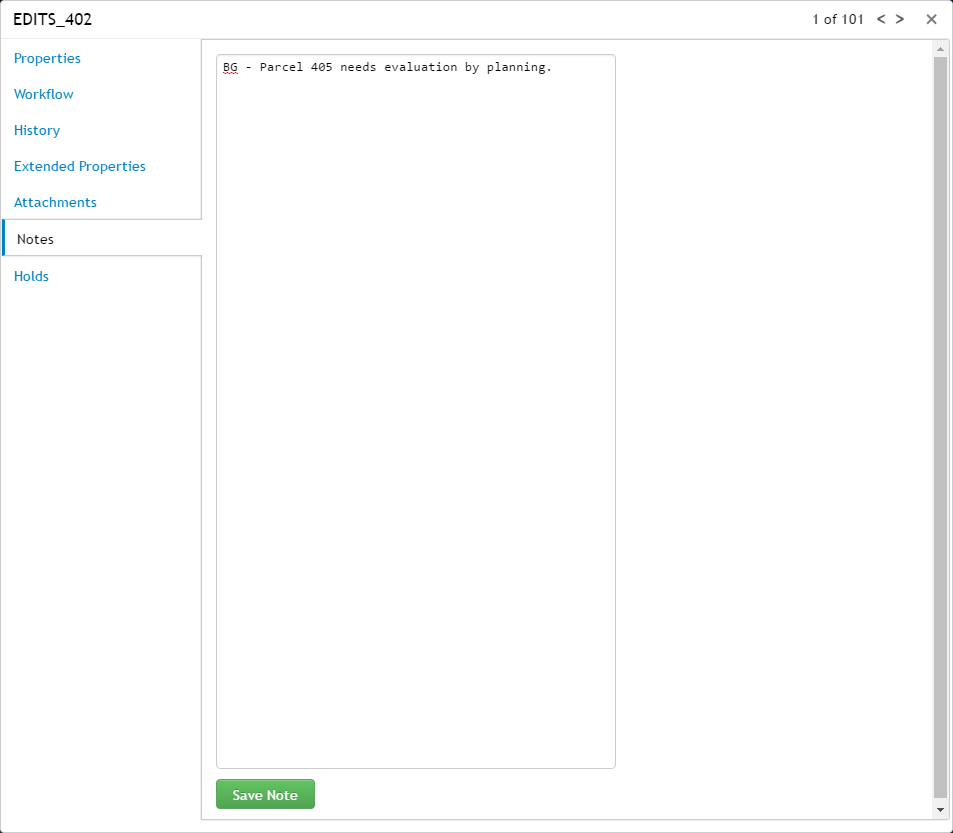 EDITS_402
1 of 101 < >
Properties
Workflow
History
Extended Properties
Attachments
Notes
Holds
BG - Parcel 405 needs evaluation by planning.
Save Note